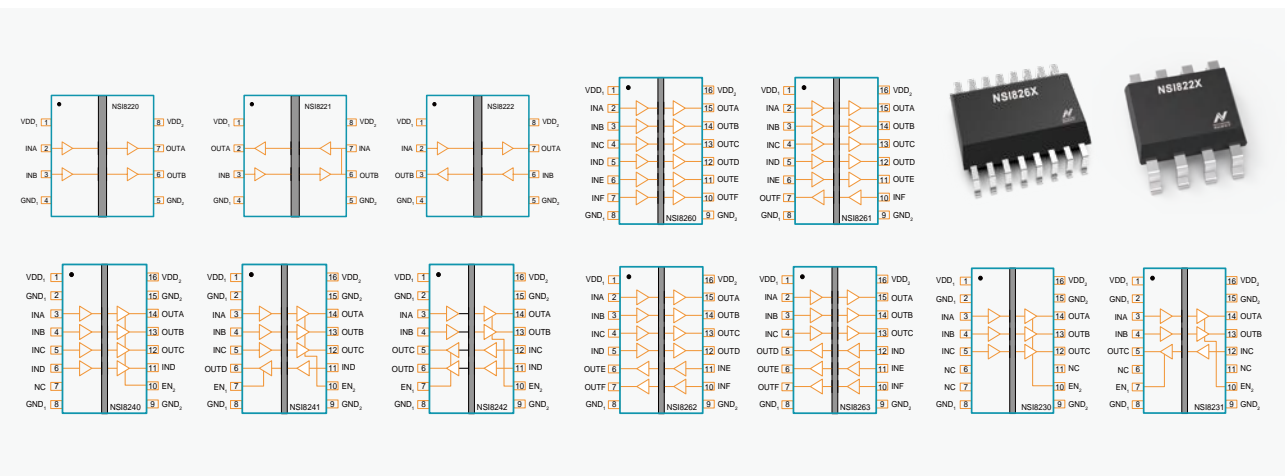 NSI8220
VDD₁ 1 8 VDD₂
INA 2 7 OUTA
INB 3 6 OUTB
GND₁ 4 5 GND₂
NSI8221
VDD₁ 1 8 VDD₂
OUTA 2 7 INA
INB 3 6 OUTB
GND₁ 4 5 GND₂
NSI8222
VDD₁ 1 8 VDD₂
INA 2 7 OUTA
OUTB 3 6 INB
GND₁ 4 5 GND₂
VDD₁ 1 16 VDD₂
INA 2 15 OUTA
INB 3 14 OUTB
INC 4 13 OUTC
IND 5 12 OUTD
INE 6 11 OUTE
INF 7 10 OUTF
GND₁ 8 9 GND₂
NSI8260
VDD₁ 1 16 VDD₂
INA 2 15 OUTA
INB 3 14 OUTB
INC 4 13 OUTC
IND 5 12 OUTD
INE 6 11 OUTE
OUTF 7 10 INF
GND₁ 8 9 GND₂
NSI8261
NSI826X
NSI822X
VDD₁ 1 16 VDD₂
GND₁ 2 15 GND₂
INA 3 14 OUTA
INB 4 13 OUTB
INC 5 12 OUTC
IND 6 11 IND
NC 7 10 EN₂
GND₁ 8 9 GND₂
NSI8240
VDD₁ 1 16 VDD₂
GND₁ 2 15 GND₂
INA 3 14 OUTA
INB 4 13 OUTB
INC 5 12 OUTC
OUTD 6 11 IND
EN₁ 7 10 EN₂
GND₁ 8 9 GND₂
NSI8241
VDD₁ 1 16 VDD₂
GND₁ 2 15 GND₂
INA 3 14 OUTA
INB 4 13 OUTB
OUTC 5 12 INC
OUTD 6 11 IND
EN₁ 7 10 EN₂
GND₁ 8 9 GND₂
NSI8242
VDD₁ 1 16 VDD₂
INA 2 15 OUTA
INB 3 14 OUTB
INC 4 13 OUTC
IND 5 12 OUTD
OUTE 6 11 INE
OUTF 7 10 INF
GND₁ 8 9 GND₂
NSI8262
VDD₁ 1 16 VDD₂
INA 2 15 OUTA
INB 3 14 OUTB
INC 4 13 OUTC
OUTD 5 12 IND
OUTE 6 11 INE
OUTF 7 10 INF
GND₁ 8 9 GND₂
NSI8263
VDD₁ 1 16 VDD₂
GND₁ 2 15 GND₂
INA 3 14 OUTA
INB 4 13 OUTB
INC 5 12 OUTC
NC 6 11 NC
NC 7 10 EN₂
GND₁ 8 9 GND₂
NSI8230
VDD₁ 1 16 VDD₂
GND₁ 2 15 GND₂
INA 3 14 OUTA
INB 4 13 OUTB
OUTC 5 12 INC
NC 6 11 NC
EN₁ 7 10 EN₂
GND₁ 8 9 GND₂
NSI8231